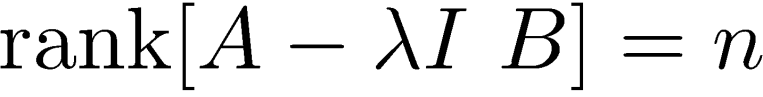 rank[A − λI B] = n